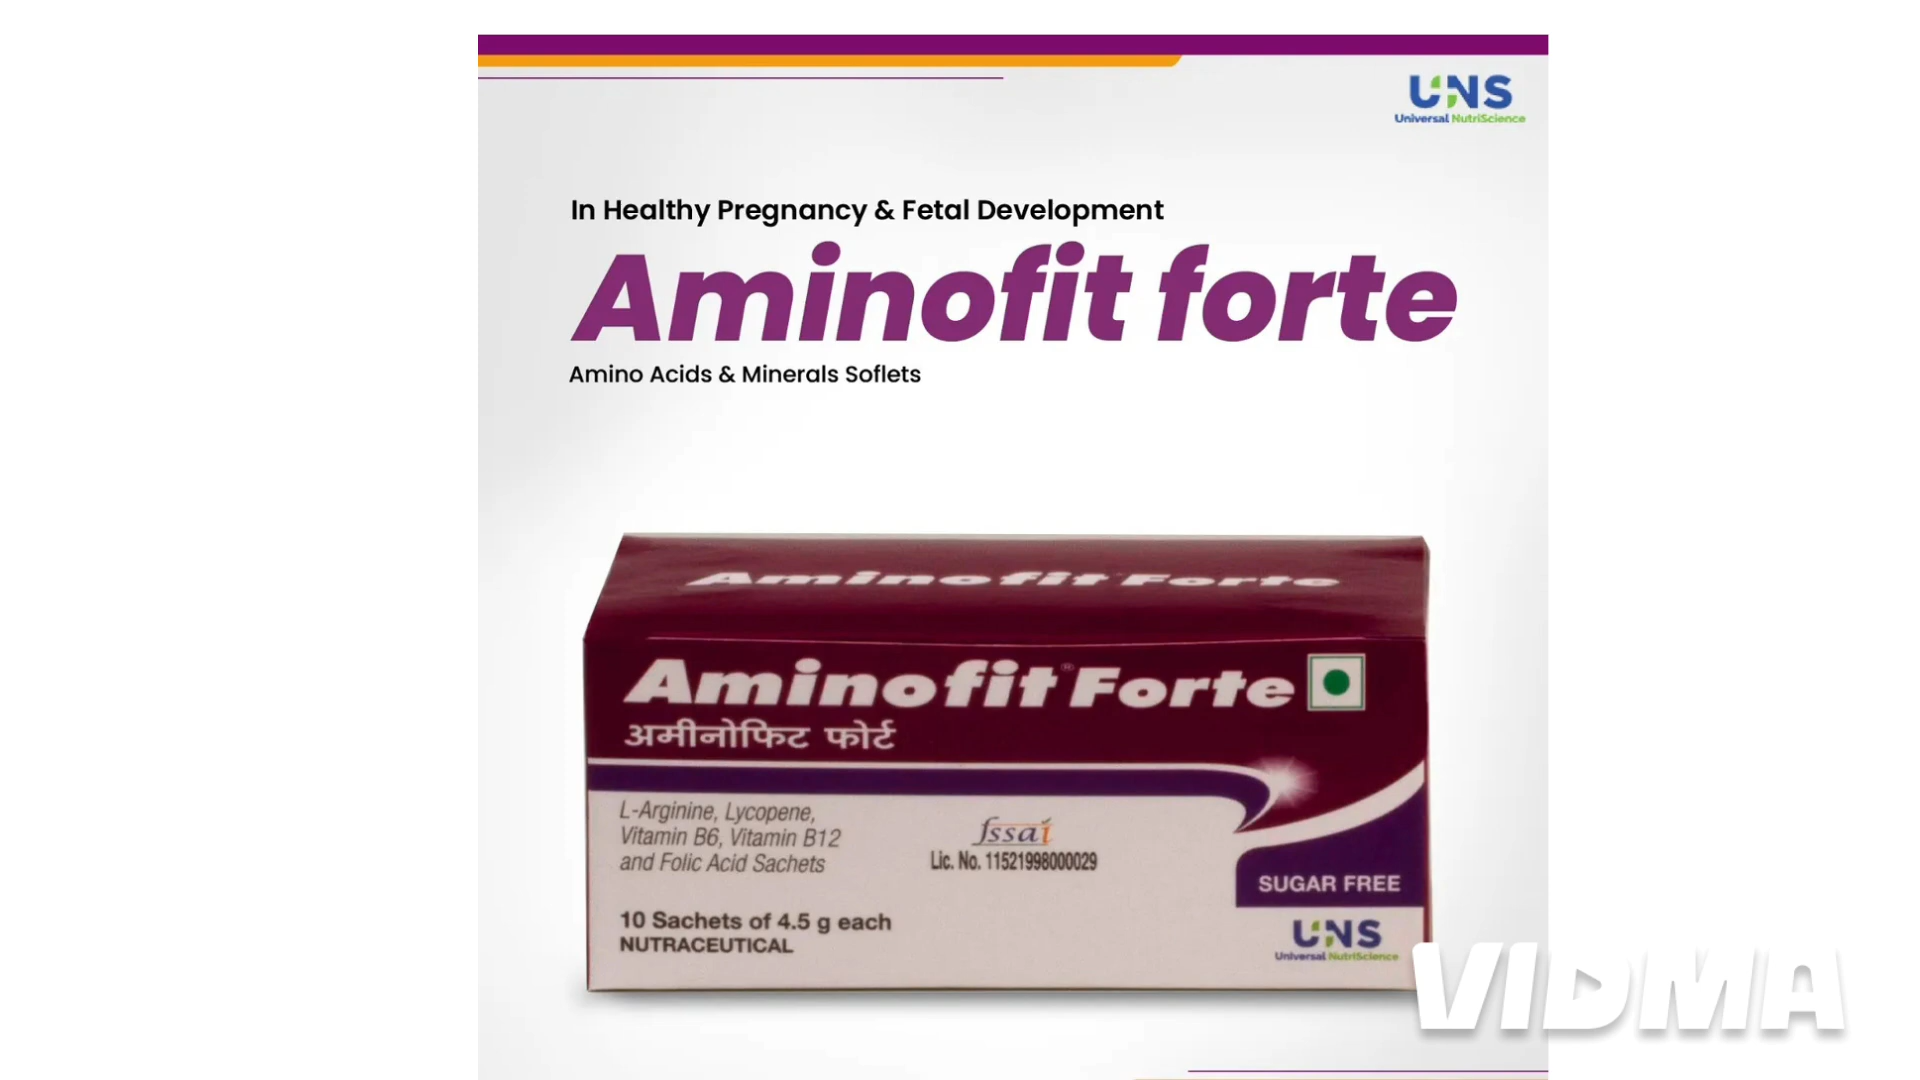 UNS
Universal NutriScience
In Healthy Pregnancy & Fetal Development
Aminofit forte
Amino Acids & Minerals Soflets
Aminofit Forte
Aminofit® Forte
अमीनोफिट फोर्ट
L-Arginine, Lycopene,
Vitamin B6, Vitamin B12
and Folic Acid Sachets
fssai
Lic. No. 11521998000029
SUGAR FREE
10 Sachets of 4.5 g each
NUTRACEUTICAL
UNS
Universal NutriScience
VIDMA